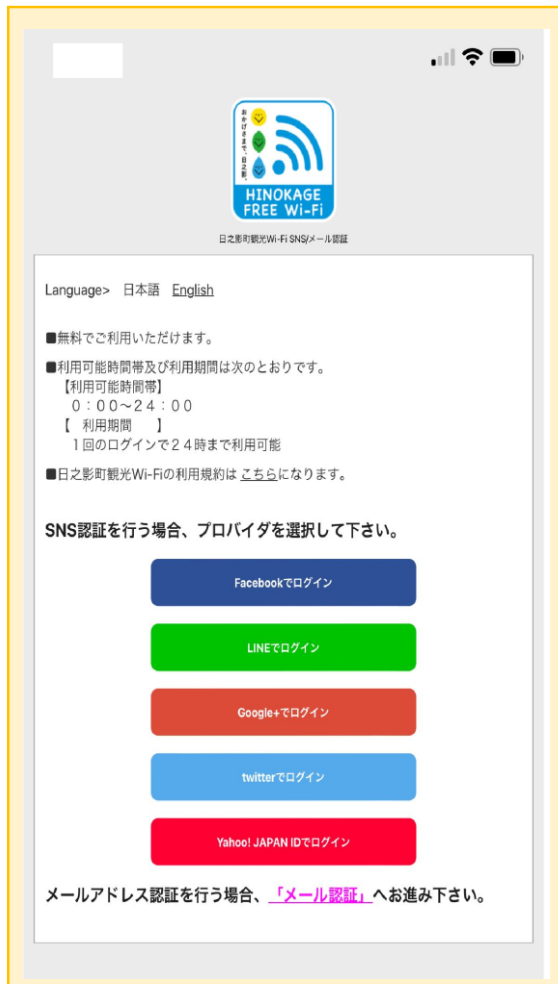 おかげさまで、日之影。
HINOKAGE
FREE Wi-Fi
日之影町観光Wi-Fi SNS/メール認証
Language> 日本語 English
■無料でご利用いただけます。
■利用可能時間帯及び利用期間は次のとおりです。
【利用可能時間帯】
０：００～２４：００
【 利用期間 】
１回のログインで２４時まで利用可能
■日之影町観光Wi-Fiの利用規約は こちらになります。
SNS認証を行う場合、プロバイダを選択して下さい。
Facebookでログイン
LINEでログイン
Google+でログイン
twitterでログイン
Yahoo! JAPAN IDでログイン
メールアドレス認証を行う場合、「メール認証」へお進み下さい。